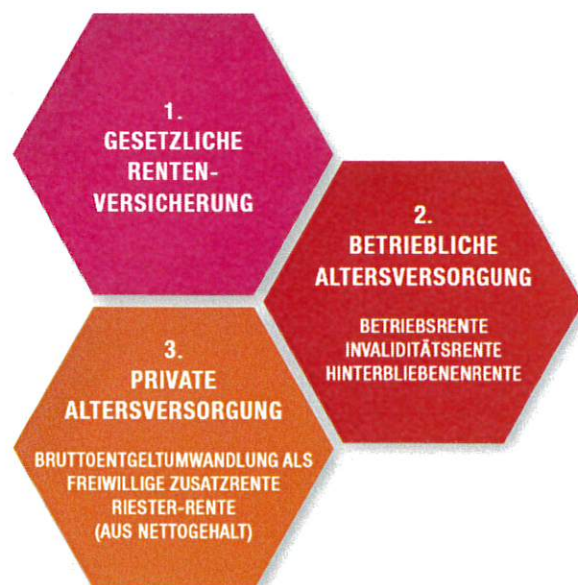 1.
GESETZLICHE
RENTEN-
VERSICHERUNG
2.
BETRIEBLICHE
ALTERSVERSORGUNG
BETRIEBSRENTE
INVALIDITÄTSRENTE
HINTERBLIEBENENRENTE
3.
PRIVATE
ALTERSVERSORGUNG
BRUTTOENTGELTUMWANDLUNG ALS
FREIWILLIGE ZUSATZRENTE
RIESTER-RENTE
(AUS NETTOGEHALT)